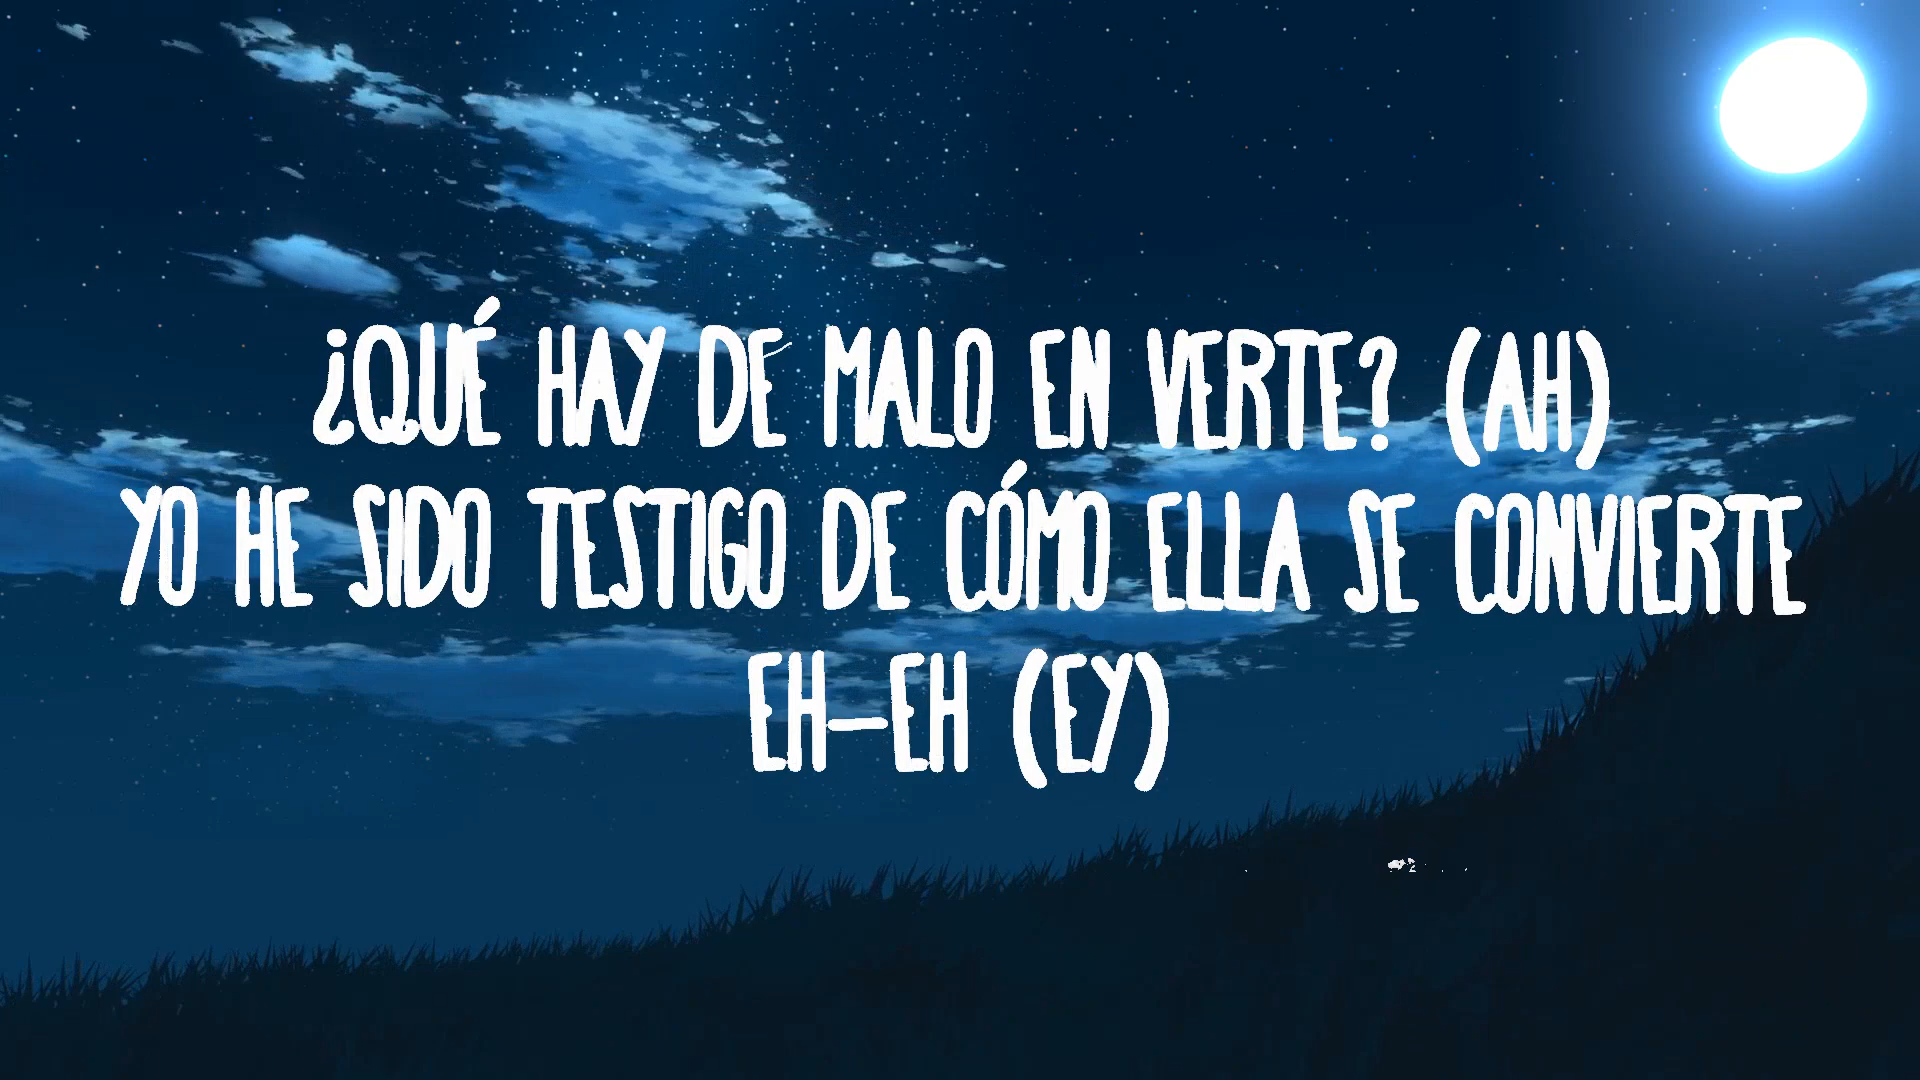 ¿QUÉ HAY DE MALO EN VERTE? (AH)
YO HE SIDO TESTIGO DE CÓMO ELLA SE CONVIERTE
EH-EH (EY)